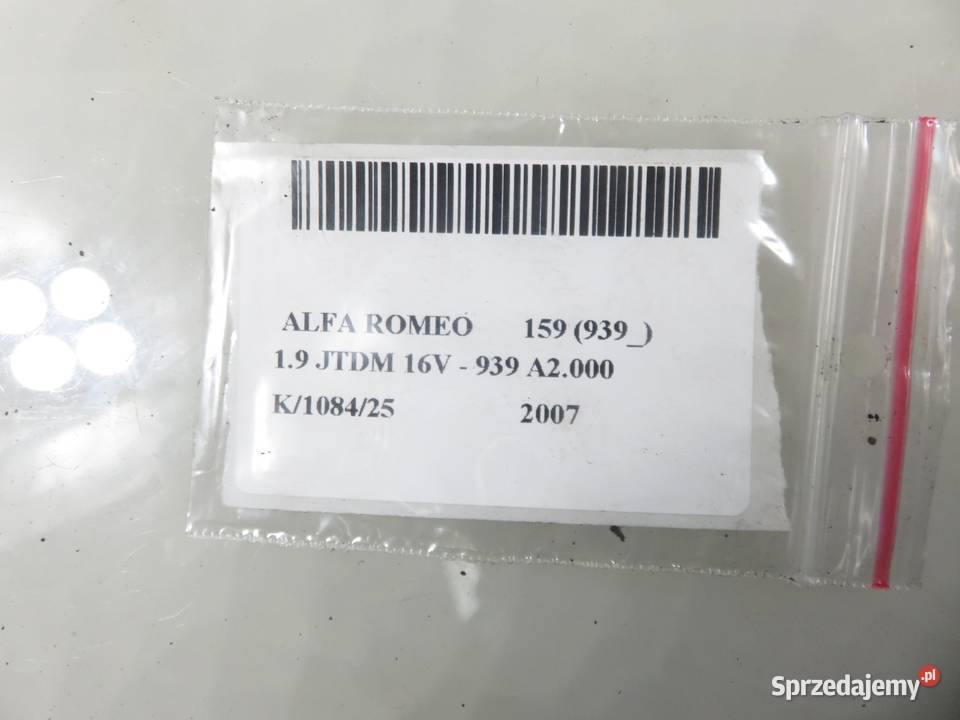 ALFA ROMEO 159 (939_)
1.9 JTDM 16V - 939 A2.000
K/1084/25 2007
Sprzedajemy.pl